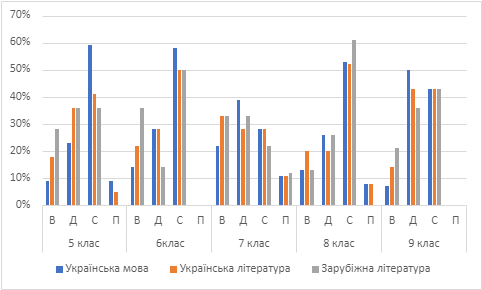 70%
60%
50%
40%
30%
20%
10%
0%
В Д С П В Д С П В Д С П В Д С П В Д С П
5 клас 6клас 7 клас 8 клас 9 клас
Українська мова Українська література Зарубіжна література